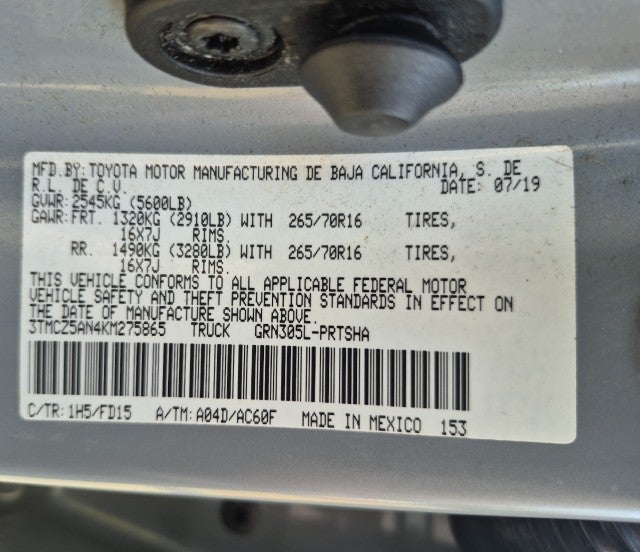 MFD.BY:TOYOTA MOTOR MANUFACTURING DE BAJA CALIFORNIA, S. DE
R.L. DE C.V. DATE: 07/19
GVWR:2545KG (5600LB)
GAWR:FRT. 1320KG (2910LB) WITH 265/70R16 TIRES,
16X7J RIMS.
RR. 1490KG (3280LB) WITH 265/70R16 TIRES,
16X7J RIMS.
THIS VEHICLE CONFORMS TO ALL APPLICABLE FEDERAL MOTOR
VEHICLE SAFETY AND THEFT PREVENTION STANDARDS IN EFFECT ON
THE DATE OF MANUFACTURE SHOWN ABOVE.
3TMCZ5AN4KM275865 TRUCK GRN305L-PRTSHA
C/TR:1H5/FD15 A/TM:A04D/AC60F MADE IN MEXICO 153